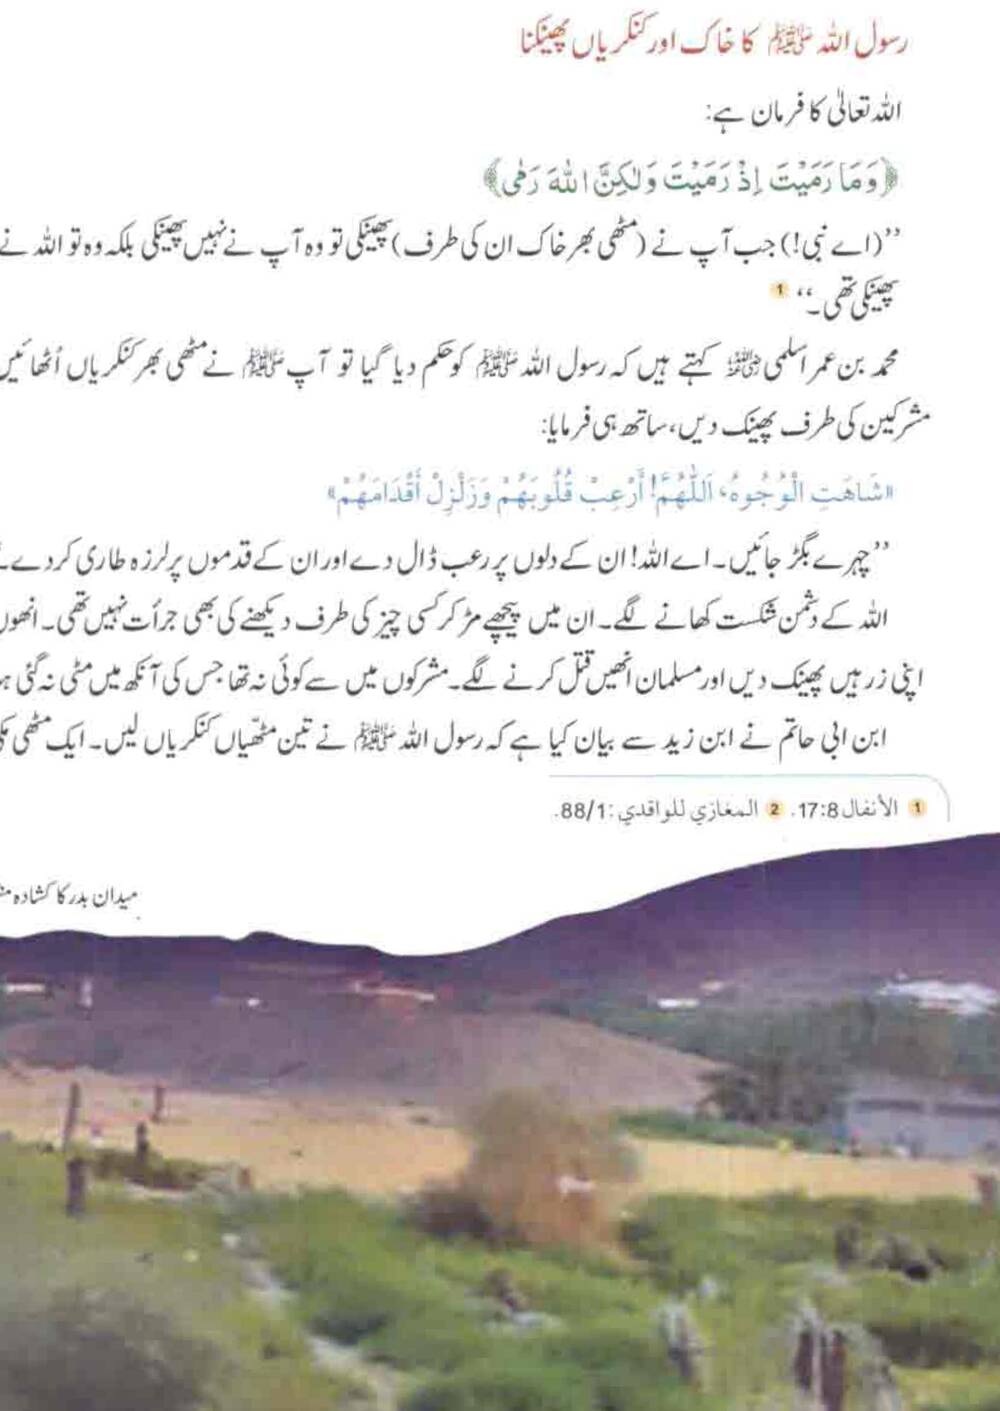 رسول اللہ ﷺ کا خاک اور کنکریاں پھینکنا
اللہ تعالیٰ کا فرمان ہے:
﴿وَمَا رَمَيْتَ إِذْ رَمَيْتَ وَلٰكِنَّ اللّٰهَ رَمٰى﴾
’’(اے نبی!) جب آپ نے (مٹھی بھر خاک ان کی طرف) پھینکی تو وہ آپ نے نہیں پھینکی بلکہ وہ تو اللہ نے
پھینکی تھی۔‘‘ 1
محمد بن عمر اسلمی رضی اللہ عنہ کہتے ہیں کہ رسول اللہ ﷺ کو حکم دیا گیا تو آپ ﷺ نے مٹھی بھر کنکریاں اُٹھائیں
مشرکین کی طرف پھینک دیں، ساتھ ہی فرمایا:
«شَاهَتِ الْوُجُوهُ، اَللّٰهُمَّ! أَرْعِبْ قُلُوبَهُمْ وَزَلْزِلْ أَقْدَامَهُمْ»
’’چہرے بگڑ جائیں۔ اے اللہ! ان کے دلوں پر رعب ڈال دے اور ان کے قدموں پر لرزہ طاری کر دے۔
اللہ کے دشمن شکست کھانے لگے۔ ان میں پیچھے مڑ کر کسی چیز کی طرف دیکھنے کی بھی جرأت نہیں تھی۔ انھوں
اپنی زرہیں پھینک دیں اور مسلمان انھیں قتل کرنے لگے۔ مشرکوں میں سے کوئی نہ تھا جس کی آنکھ میں مٹی نہ گئی
ابن ابی حاتم نے ابن زید سے بیان کیا ہے کہ رسول اللہ ﷺ نے تین مٹھّیاں کنکریاں لیں۔ ایک مٹھی
1 الأنفال 17:8. 2 المغازي للواقدي: 88/1.
میدان بدر کا کشادہ